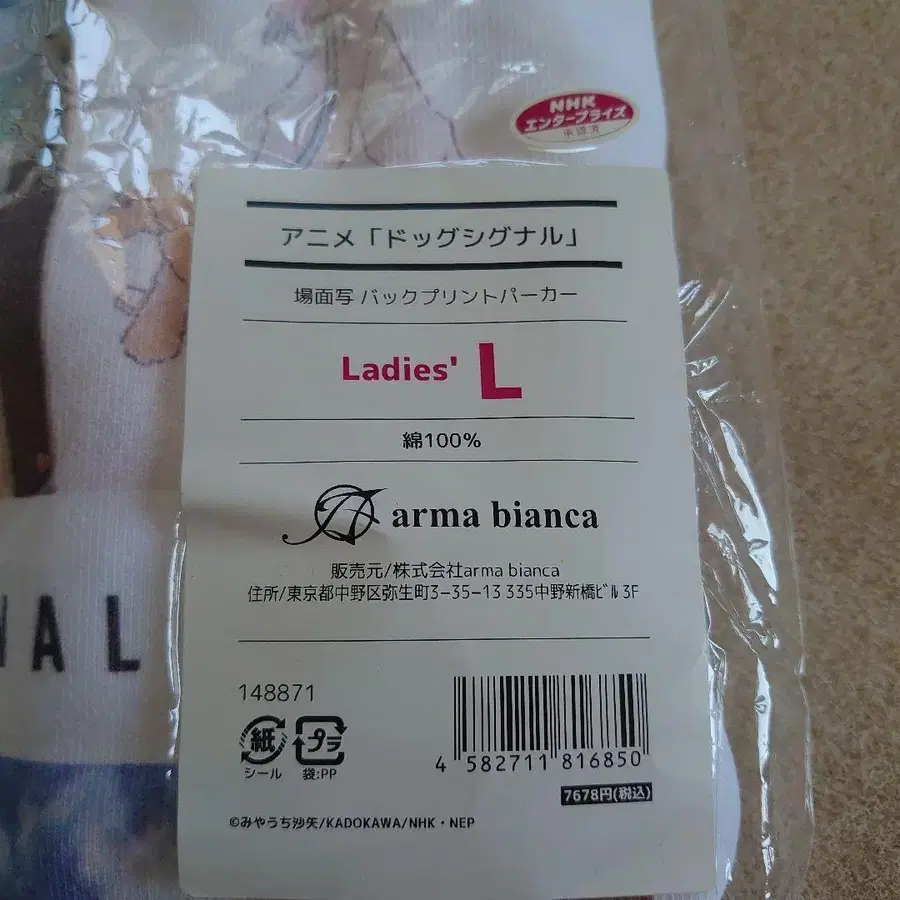 NHK
エンタープライズ
承認済
アニメ「ドッグシグナル」
場面写 バックプリントパーカー
Ladies' L
綿100%
arma bianca
販売元/株式会社arma bianca
住所/東京都中野区弥生町3-35-13 335中野新橋ビル 3F
NAL
148871
紙
プラ
シール
袋:PP
4 582711 816850
7678円(税込)
©みやうち沙矢/KADOKAWA/NHK・NEP